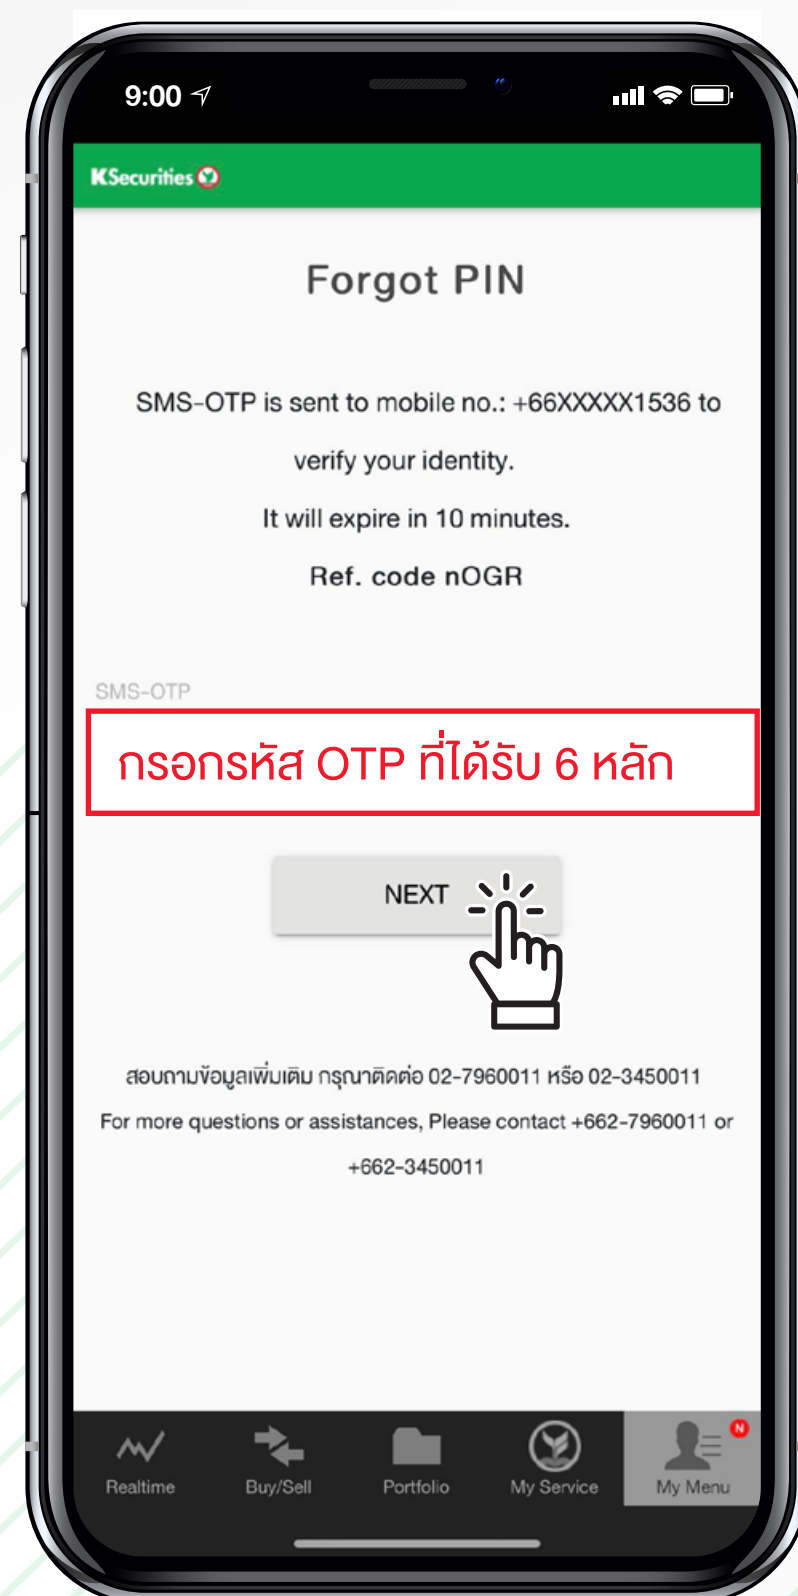 9:00
KSecurities
Forgot PIN
SMS-OTP is sent to mobile no.: +66XXXXX1536 to
verify your identity.
It will expire in 10 minutes.
Ref. code nOGR
SMS-OTP
กรอกรหัส OTP ที่ได้รับ 6 หลัก
NEXT
สอบถามข้อมูลเพิ่มเติม กรุณาติดต่อ 02-7960011 หรือ 02-3450011
For more questions or assistances, Please contact +662-7960011 or
+662-3450011
N
Realtime Buy/Sell Portfolio My Service My Menu